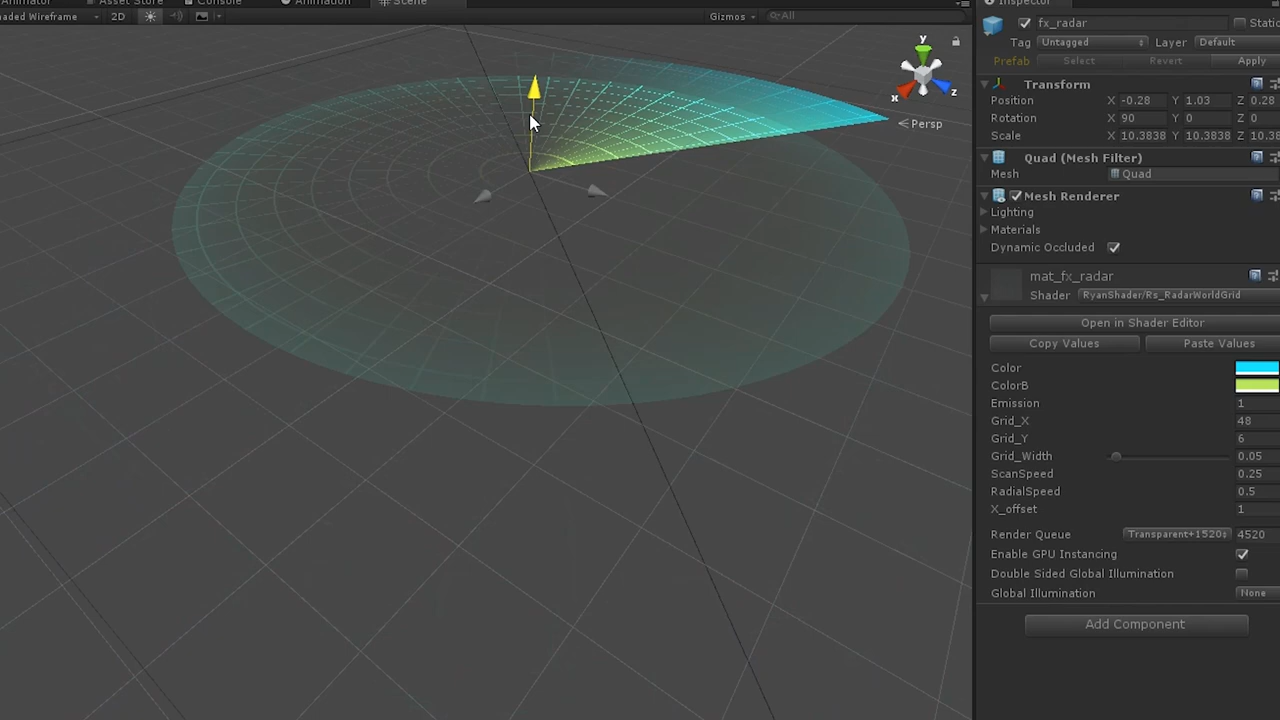 Animator Asset Store Console Animation Scene
haded Wireframe 2D Gizmos All
y
x
z
Persp
Inspector
fx_radar Static
Tag Untagged Layer Default
Prefab Select Revert Apply
Transform
Position X -0.28 Y 1.03 Z 0.28
Rotation X 90 Y 0 Z 0
Scale X 10.3838 Y 10.3838 Z 10.38
Quad (Mesh Filter)
Mesh Quad
Mesh Renderer
Lighting
Materials
Dynamic Occluded
mat_fx_radar
Shader RyanShader/Rs_RadarWorldGrid
Open in Shader Editor
Copy Values Paste Values
Color
ColorB
Emission 1
Grid_X 48
Grid_Y 6
Grid_Width 0.05
ScanSpeed 0.25
RadialSpeed 0.5
X_offset 1
Render Queue Transparent+1520 4520
Enable GPU Instancing
Double Sided Global Illumination
Global Illumination None
Add Component